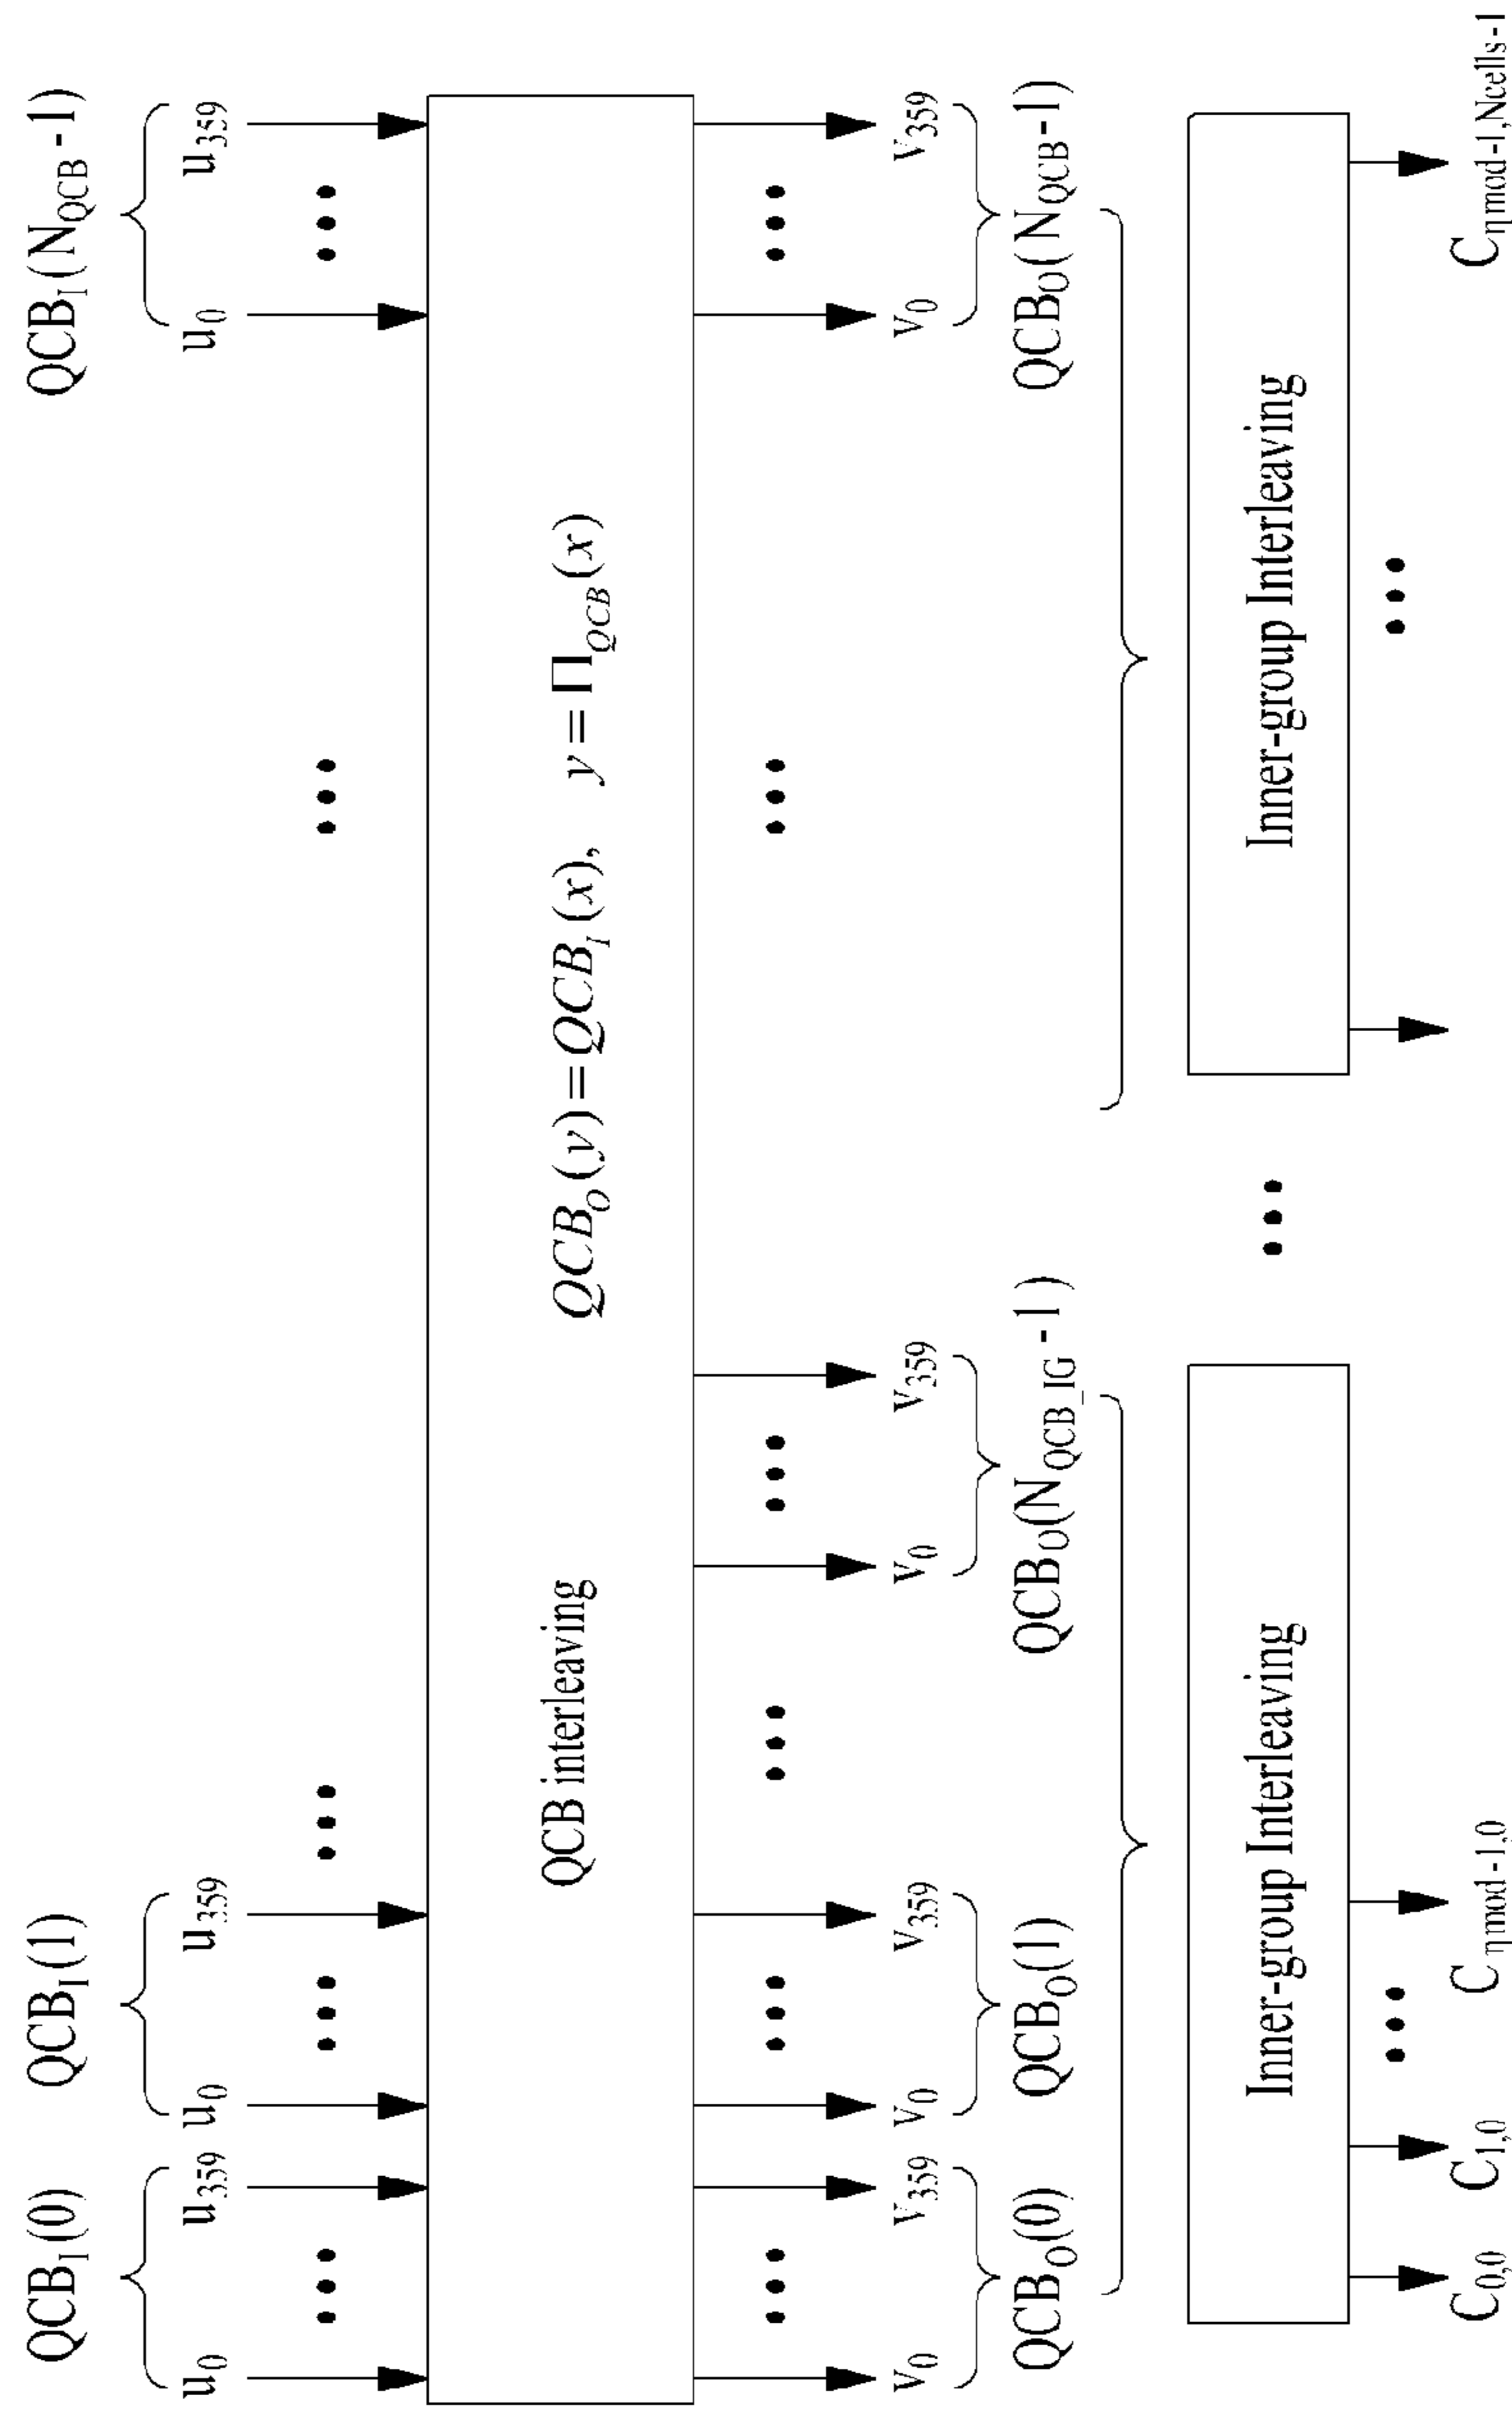 QCB_I(0) QCB_I(1) QCB_I(N_QCB-1)
u_0 ••• u_359 u_0 ••• u_359 ••• ••• u_0 ••• u_359
QCB interleaving QCB_O(y)=QCB_I(x), y=Π_QCB(x)
••• ••• ••• ••• ••• •••
v_0 v_359 v_0 v_359 v_0 v_359 v_0 v_359
QCB_O(0) QCB_O(1) QCB_O(N_QCB_IG-1) QCB_O(N_QCB-1)
Inner-group Interleaving ••• Inner-group Interleaving
••• •••
C_0,0 C_1,0 C_ηmod-1,0 C_ηmod-1,Ncells-1